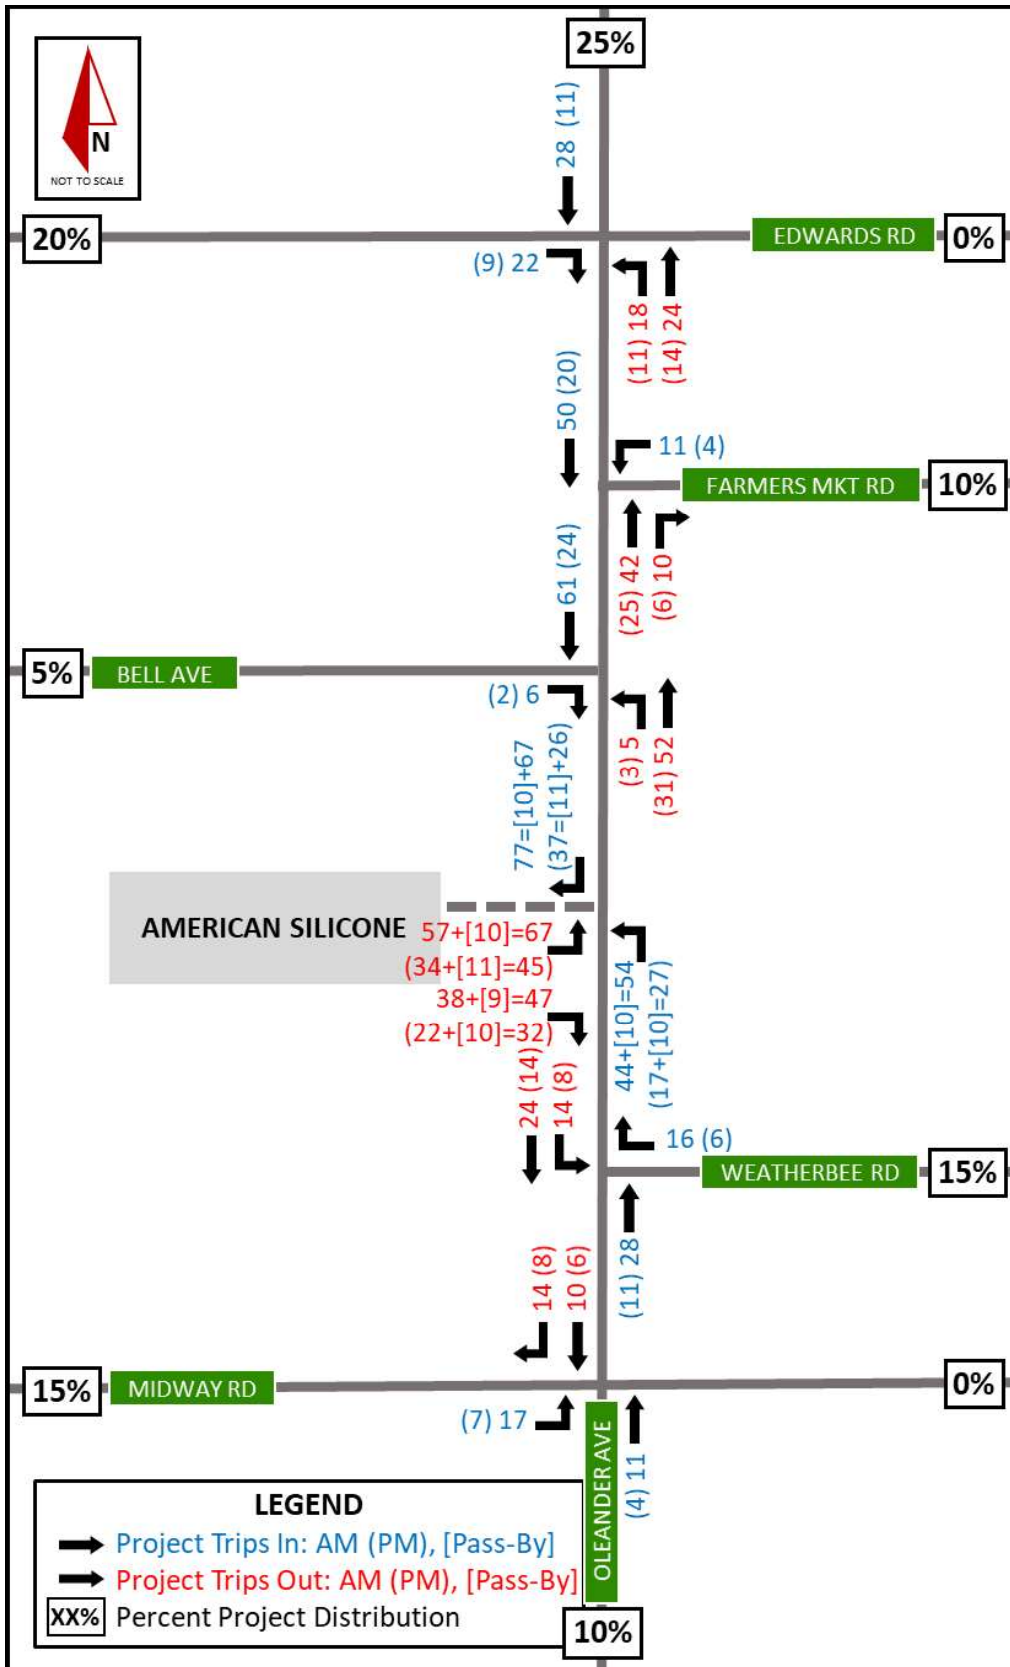 25%
N
NOT TO SCALE
28 (11)
20%
EDWARDS RD
0%
(9) 22
(11) 18
(14) 24
50 (20)
11 (4)
FARMERS MKT RD
10%
61 (24)
(25) 42
(6) 10
5%
BELL AVE
(2) 6
(3) 5
(31) 52
77=[10]+67
(37=[11]+26)
AMERICAN SILICONE
57+[10]=67
(34+[11]=45)
38+[9]=47
(22+[10]=32)
44+[10]=54
(17+[10]=27)
24 (14)
14 (8)
16 (6)
WEATHERBEE RD
15%
(11) 28
14 (8)
10 (6)
15%
MIDWAY RD
0%
(7) 17
(4) 11
OLEANDER AVE
LEGEND
Project Trips In: AM (PM), [Pass-By]
Project Trips Out: AM (PM), [Pass-By]
XX% Percent Project Distribution
10%